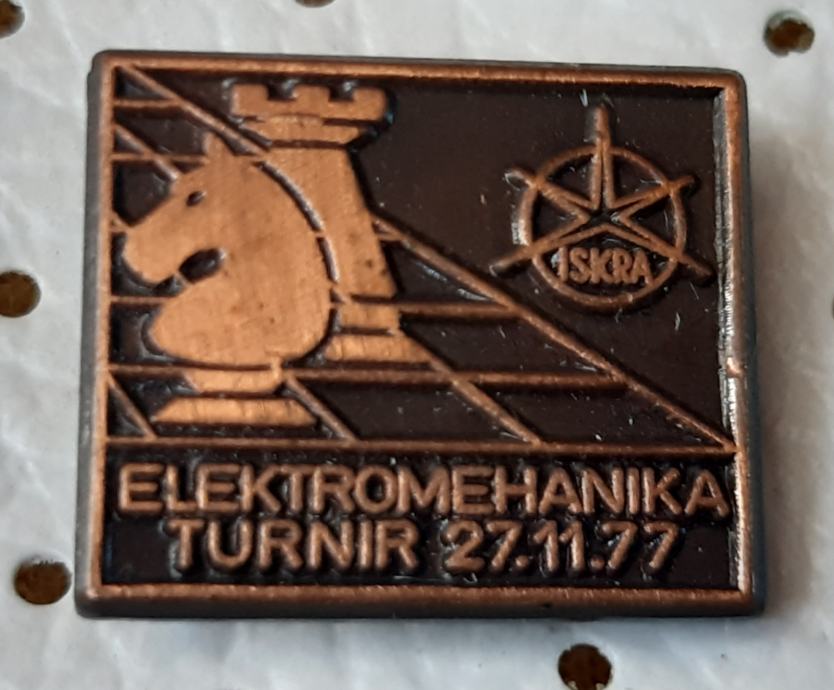 ISKRA
ELEKTROMEHANIKA
TURNIR 27.11.77